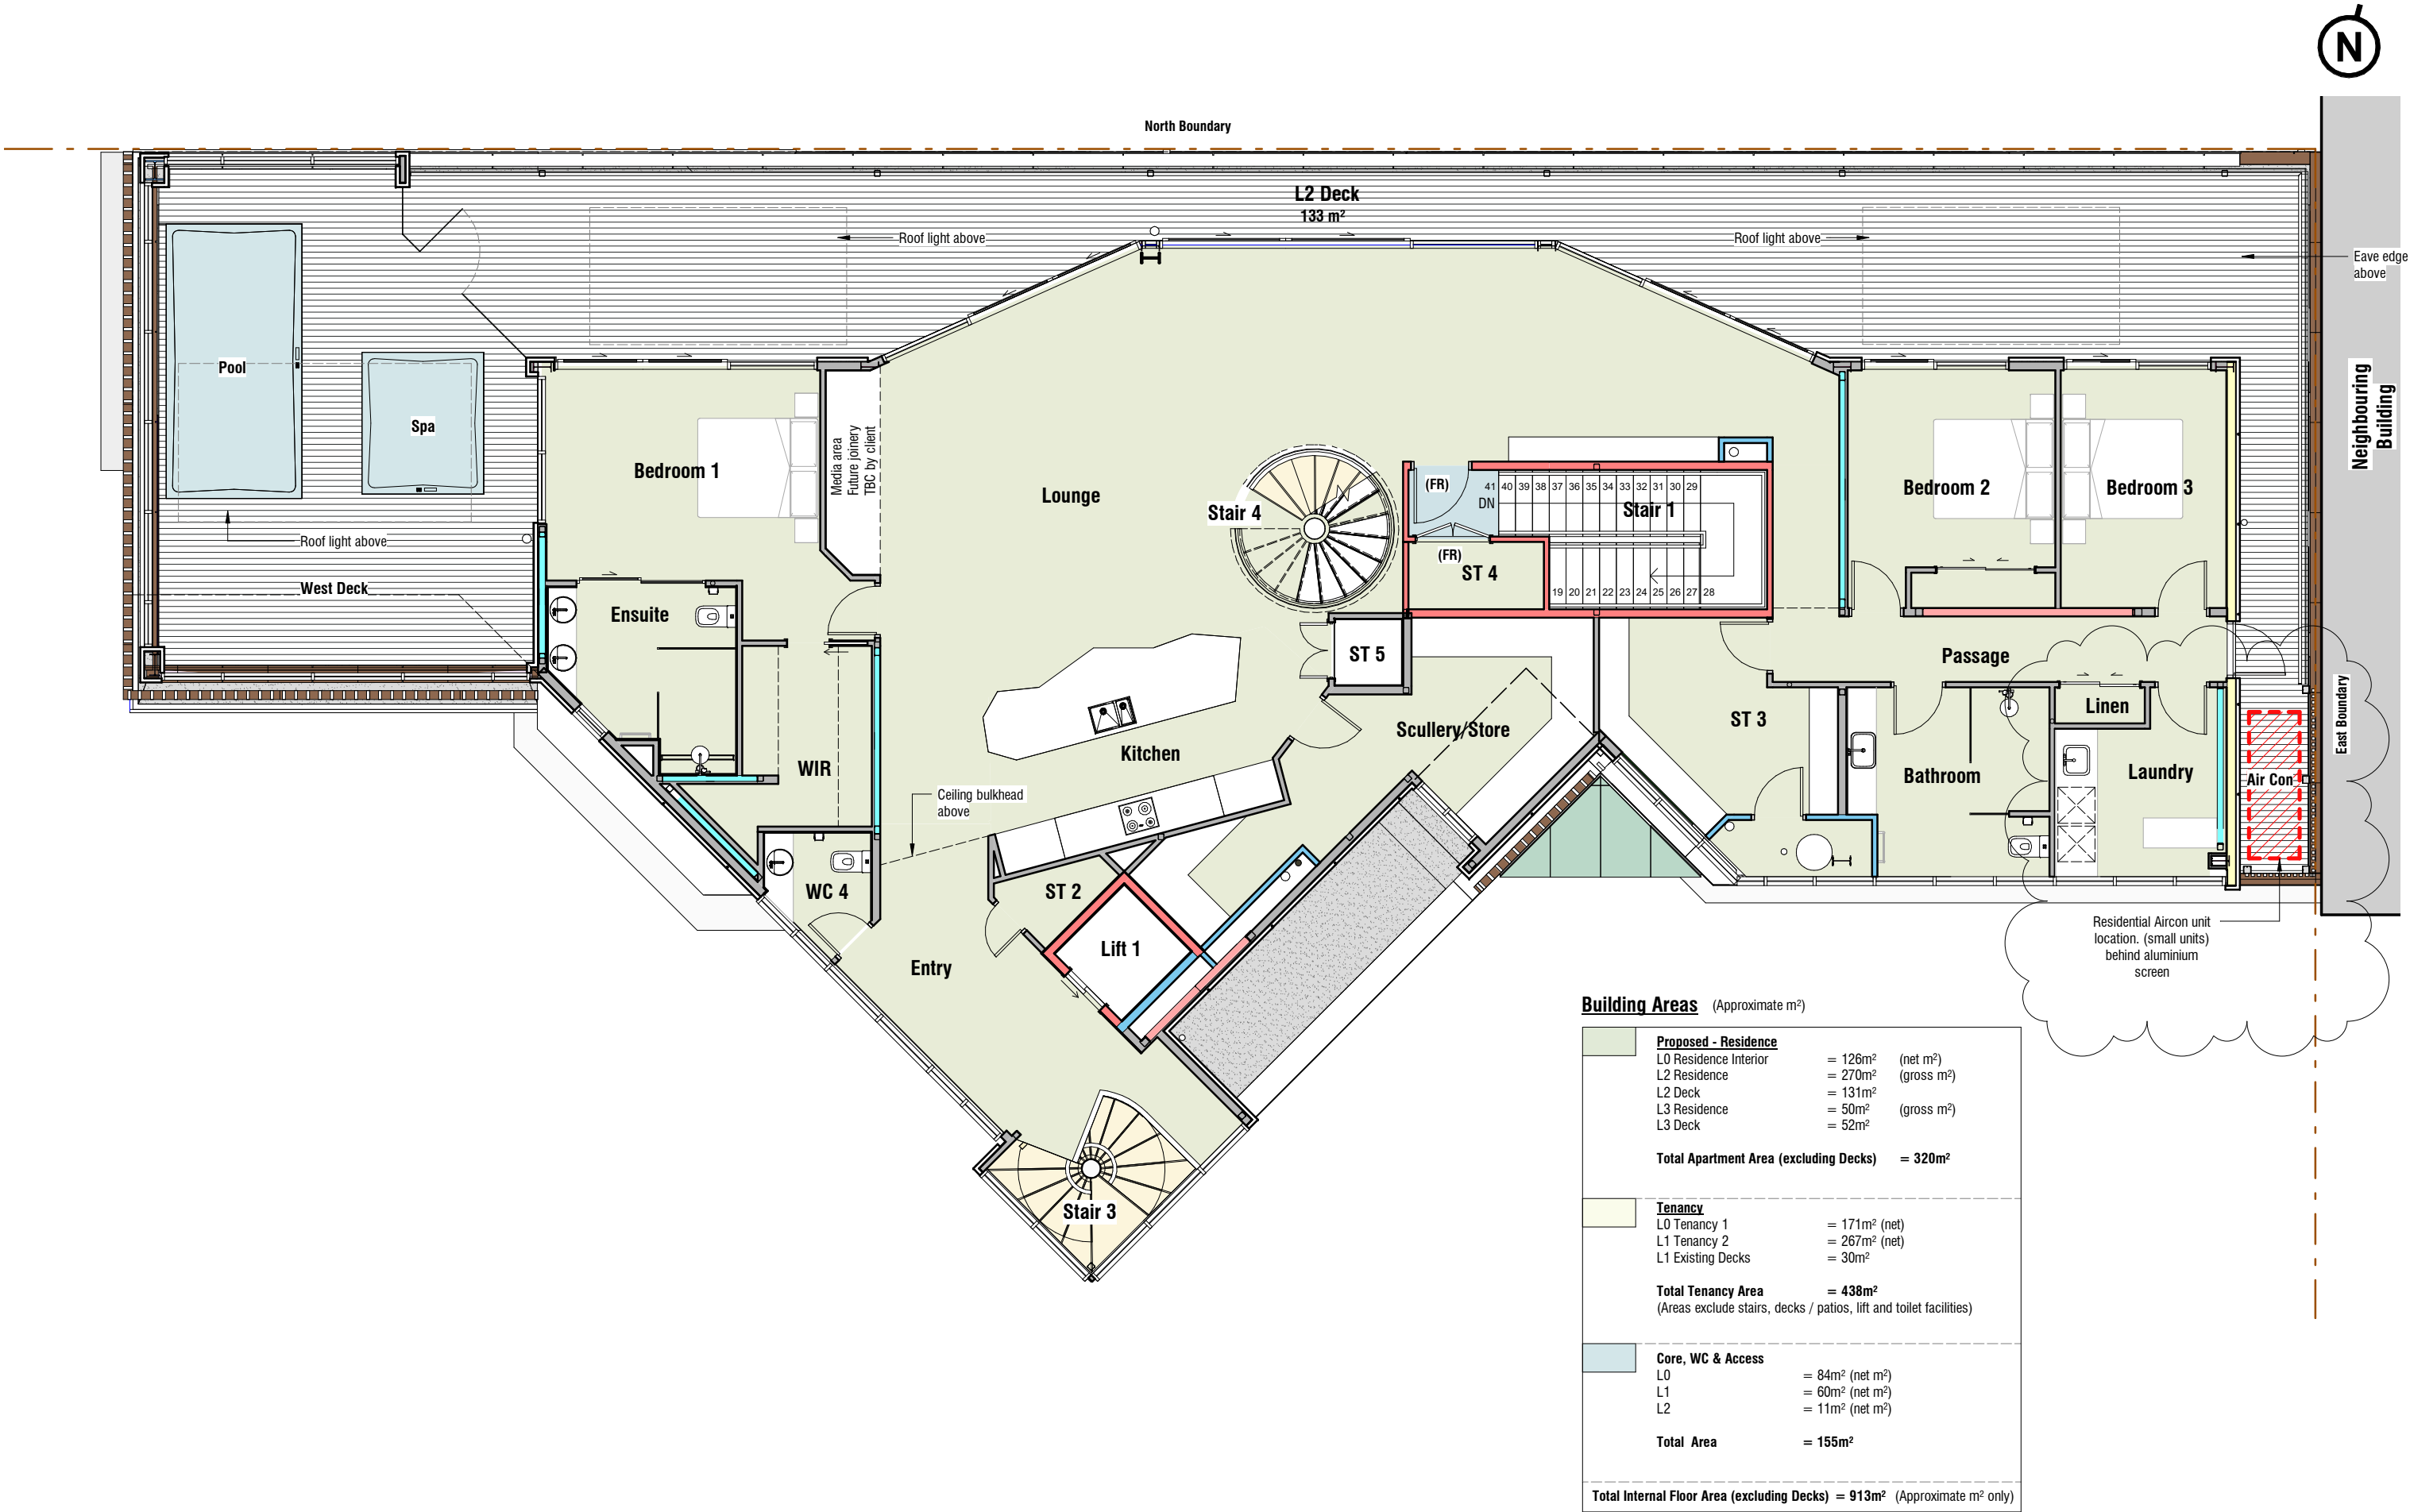 N
North Boundary
L2 Deck
133 m²
Roof light above
Roof light above
Eave edge
above
Neighbouring
Building
Pool
Spa
Bedroom 1
Media area
Future joinery
TBC by client
Lounge
Stair 4
(FR)
41 40 39 38 37 36 35 34 33 32 31 30 29
DN
Stair 1
(FR)
ST 4
19 20 21 22 23 24 25 26 27 28
Bedroom 2
Bedroom 3
Roof light above
West Deck
Ensuite
ST 5
Passage
Linen
East Boundary
ST 3
Scullery/Store
Kitchen
WIR
Bathroom
Laundry
Air Con
Ceiling bulkhead
above
WC 4
ST 2
Lift 1
Entry
Stair 3
Residential Aircon unit
location. (small units)
behind aluminium
screen
Building Areas (Approximate m²)
Proposed - Residence
L0 Residence Interior = 126m² (net m²)
L2 Residence = 270m² (gross m²)
L2 Deck = 131m²
L3 Residence = 50m² (gross m²)
L3 Deck = 52m²
Total Apartment Area (excluding Decks) = 320m²
Tenancy
L0 Tenancy 1 = 171m² (net)
L1 Tenancy 2 = 267m² (net)
L1 Existing Decks = 30m²
Total Tenancy Area = 438m²
(Areas exclude stairs, decks / patios, lift and toilet facilities)
Core, WC & Access
L0 = 84m² (net m²)
L1 = 60m² (net m²)
L2 = 11m² (net m²)
Total Area = 155m²
Total Internal Floor Area (excluding Decks) = 913m² (Approximate m² only)